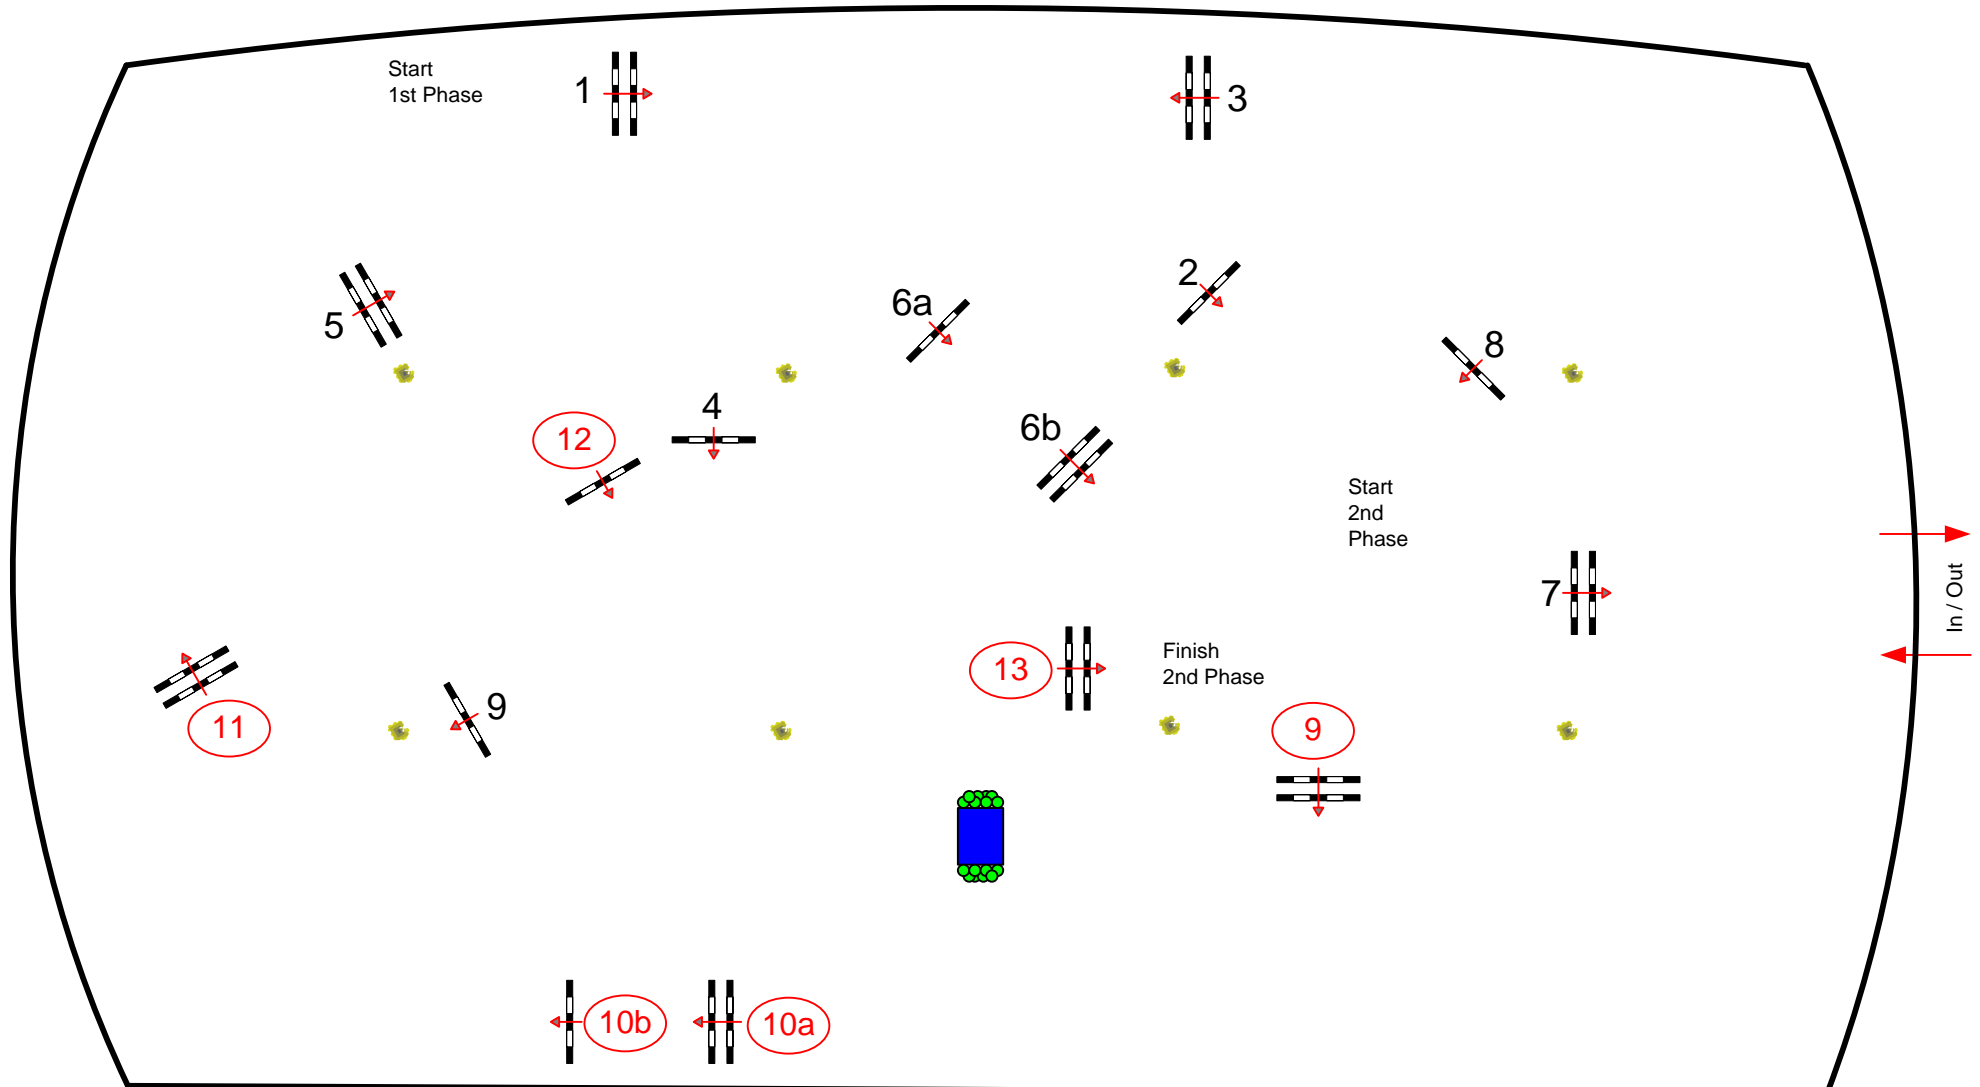 Start
1st Phase
1
3
2
6a
5
8
4
6b
12
Start
2nd
Phase
In / Out
7
Finish
2nd Phase
13
9
11
9
10b
10a